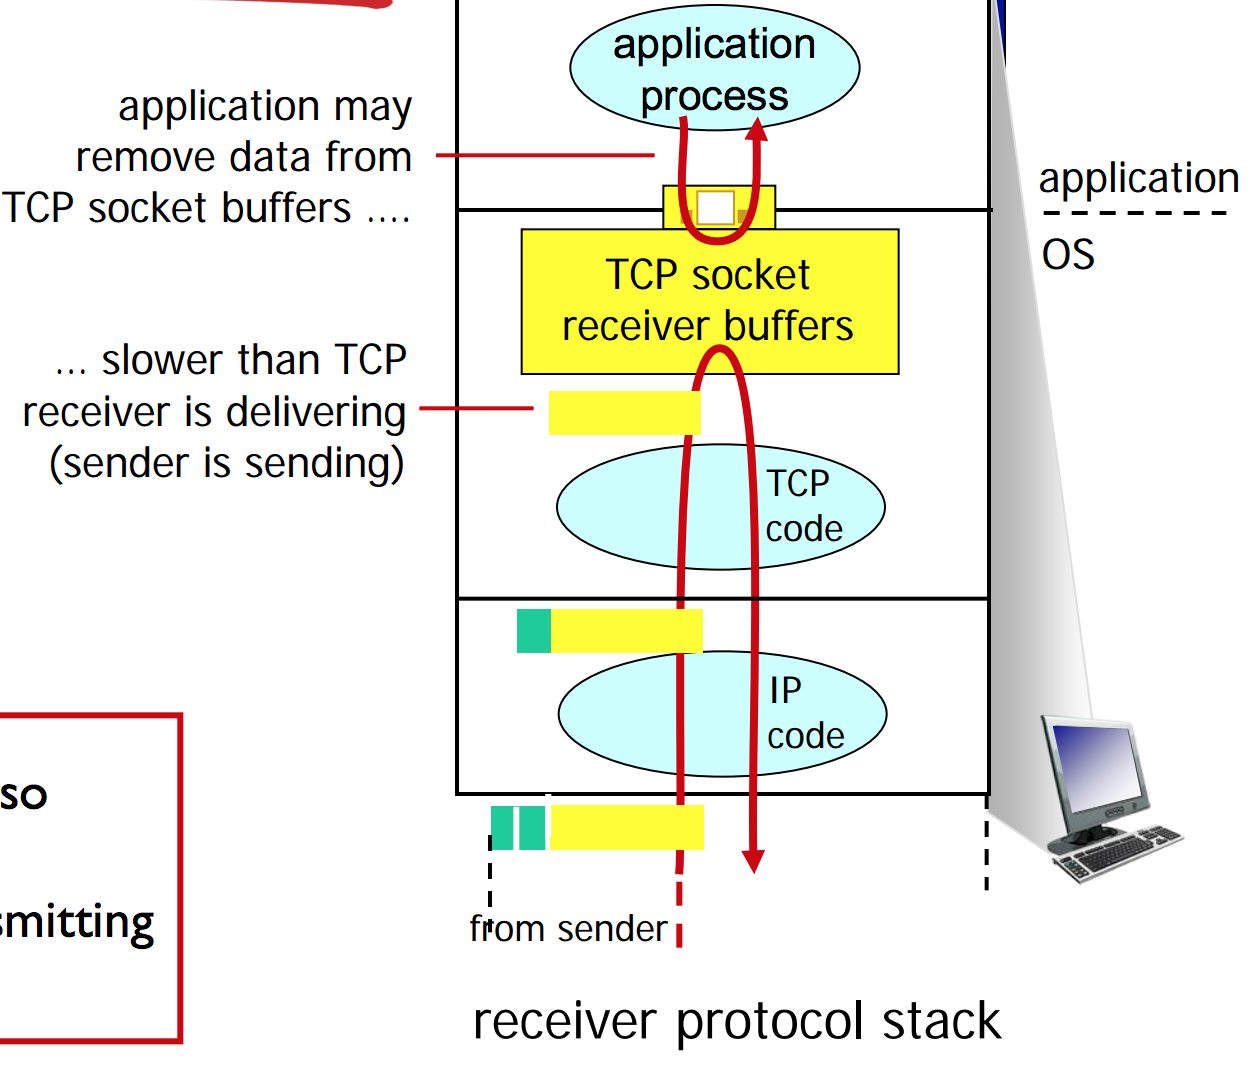 application
process
application may
remove data from
TCP socket buffers ....
application
OS
TCP socket
receiver buffers
... slower than TCP
receiver is delivering
(sender is sending)
TCP
code
IP
code
so
smitting
from sender
receiver protocol stack